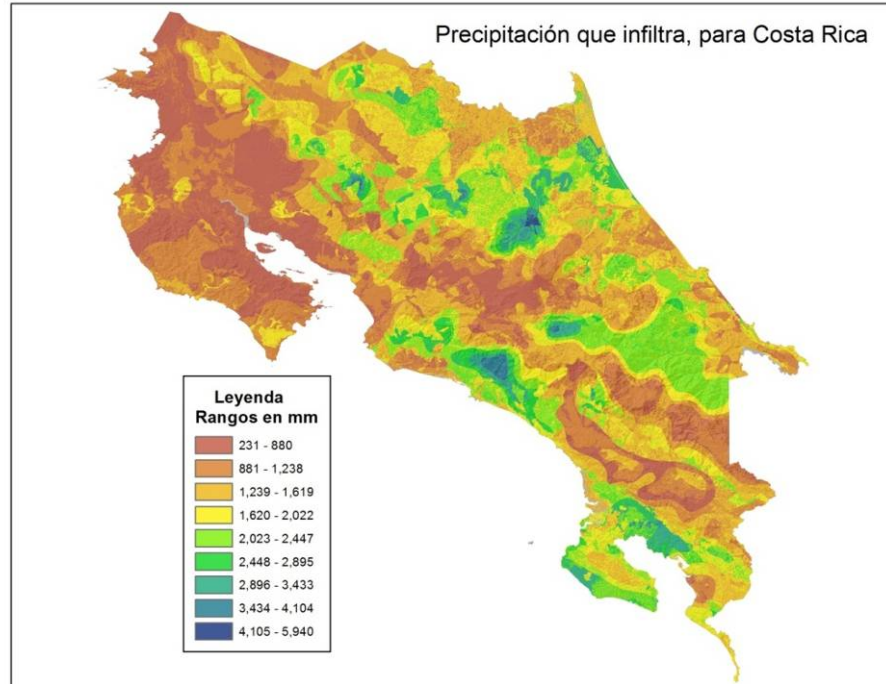 Precipitación que infiltra, para Costa Rica
Leyenda
Rangos en mm
231 - 880
881 - 1,238
1,239 - 1,619
1,620 - 2,022
2,023 - 2,447
2,448 - 2,895
2,896 - 3,433
3,434 - 4,104
4,105 - 5,940